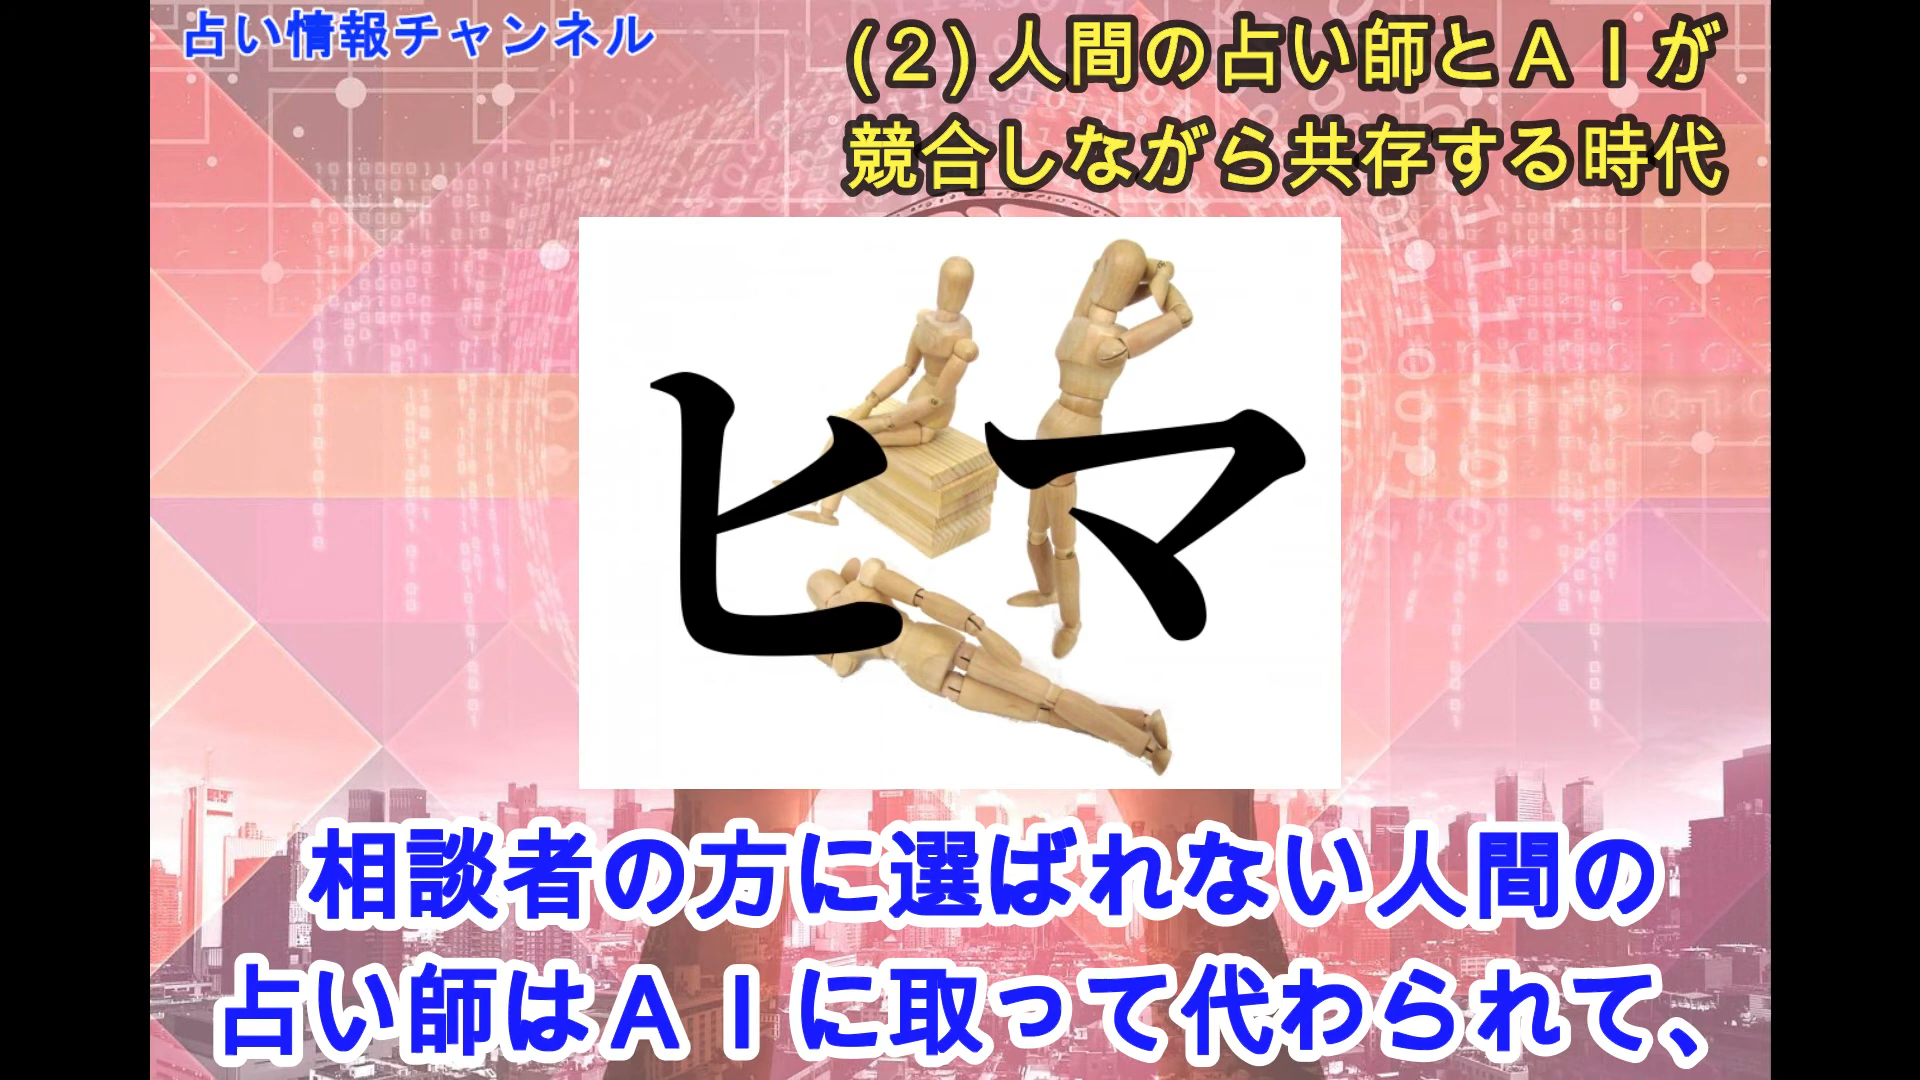 占い情報チャンネル
(２)人間の占い師とＡＩが
競合しながら共存する時代
ヒマ
相談者の方に選ばれない人間の
占い師はＡＩに取って代わられて、